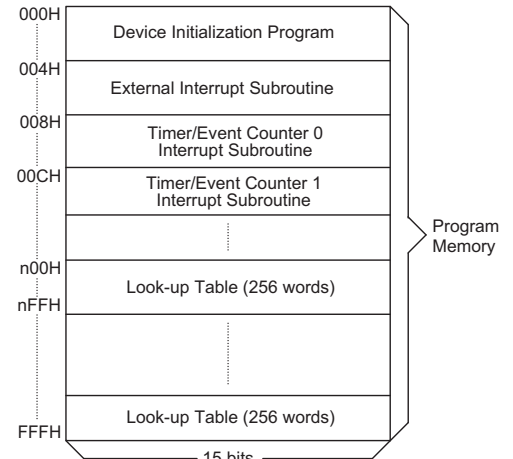 000H
Device Initialization Program
004H
External Interrupt Subroutine
008H
Timer/Event Counter 0
Interrupt Subroutine
00CH
Timer/Event Counter 1
Interrupt Subroutine
Program
Memory
n00H
Look-up Table (256 words)
nFFH
Look-up Table (256 words)
FFFH
15 bits